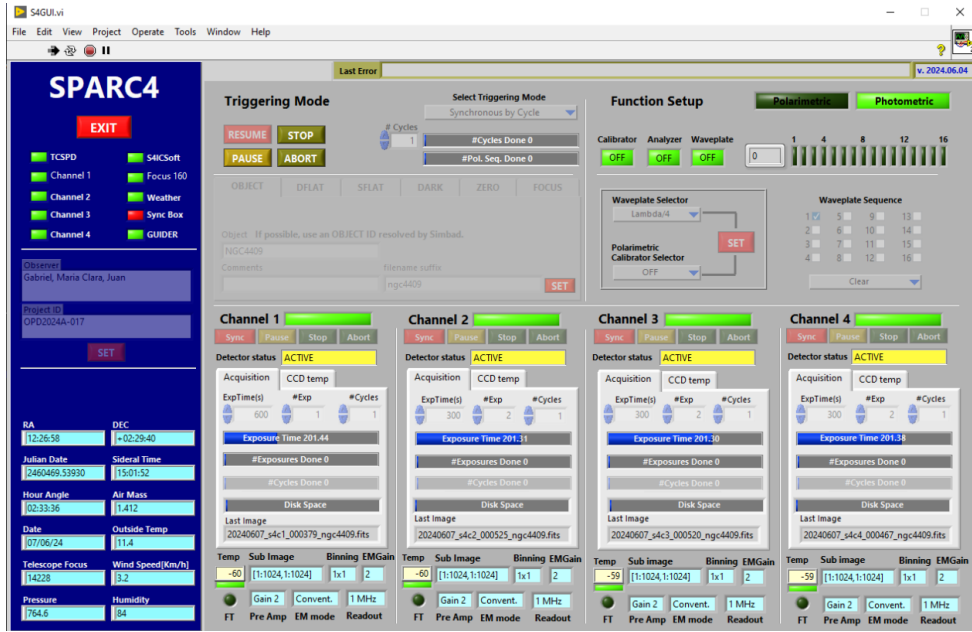 S4GUI.vi
File Edit View Project Operate Tools Window Help
Last Error
v. 2024.06.04
SPARC4
EXIT
TCSPD S4ICSoft
Channel 1 Focus 160
Channel 2 Weather
Channel 3 Sync Box
Channel 4 GUIDER
Observer
Gabriel, Maria Clara, Juan
Project ID
OPD2024A-017
SET
RA DEC
12:26:58 +02:29:40
Julian Date Sideral Time
2460469.53930 15:01:52
Hour Angle Air Mass
02:33:36 1.412
Date Outside Temp
07/06/24 11.4
Telescope Focus Wind Speed[Km/h]
14228 3.2
Pressure Humidity
764.6 84
Triggering Mode
Select Triggering Mode
Synchronous by Cycle
RESUME STOP
PAUSE ABORT
# Cycles
1
#Cycles Done 0
#Pol. Seq. Done 0
OBJECT DFLAT SFLAT DARK ZERO FOCUS
Object If possible, use an OBJECT ID resolved by Simbad.
NGC4409
Comments Filename suffix
ngc4409 SET
Function Setup
Polarimetric Photometric
Calibrator Analyzer Waveplate
OFF OFF OFF
0
1 4 8 12 16
Waveplate Selector
Lambda/4
Polarimetric
Calibrator Selector
OFF
SET
Waveplate Sequence
1 5 9 13
2 6 10 14
3 7 11 15
4 8 12 16
Clear
Channel 1
Sync Pause Stop Abort
Detector status ACTIVE
Acquisition CCD temp
ExpTime(s) #Exp #Cycles
600 1 1
Exposure Time 201.44
#Exposures Done 0
#Cycles Done 0
Disk Space
Last Image
20240607_s4c1_000379_ngc4409.fits
Temp Sub Image Binning EMGain
-60 [1:1024,1:1024] 1x1 2
Gain 2 Convent. 1 MHz
FT Pre Amp EM mode Readout
Channel 2
Sync Pause Stop Abort
Detector status ACTIVE
Acquisition CCD temp
ExpTime(s) #Exp #Cycles
300 2 1
Exposure Time 201.31
#Exposures Done 0
#Cycles Done 0
Disk Space
Last Image
20240607_s4c2_000525_ngc4409.fits
Temp Sub Image Binning EMGain
-60 [1:1024,1:1024] 1x1 2
Gain 2 Convent. 1 MHz
FT Pre Amp EM mode Readout
Channel 3
Sync Pause Stop Abort
Detector status ACTIVE
Acquisition CCD temp
ExpTime(s) #Exp #Cycles
300 2 1
Exposure Time 201.30
#Exposures Done 0
#Cycles Done 0
Disk Space
Last Image
20240607_s4c3_000520_ngc4409.fits
Temp Sub image Binning EMGain
-59 [1:1024,1:1024] 1x1 2
Gain 2 Convent. 1 MHz
FT Pre Amp EM mode Readout
Channel 4
Sync Pause Stop Abort
Detector status ACTIVE
Acquisition CCD temp
ExpTime(s) #Exp #Cycles
300 2 1
Exposure Time 201.38
#Exposures Done 0
#Cycles Done 0
Disk Space
Last Image
20240607_s4c4_000467_ngc4409.fits
Temp Sub Image Binning EMGain
-59 [1:1024,1:1024] 1x1 2
Gain 2 Convent. 1 MHz
FT Pre Amp EM mode Readout